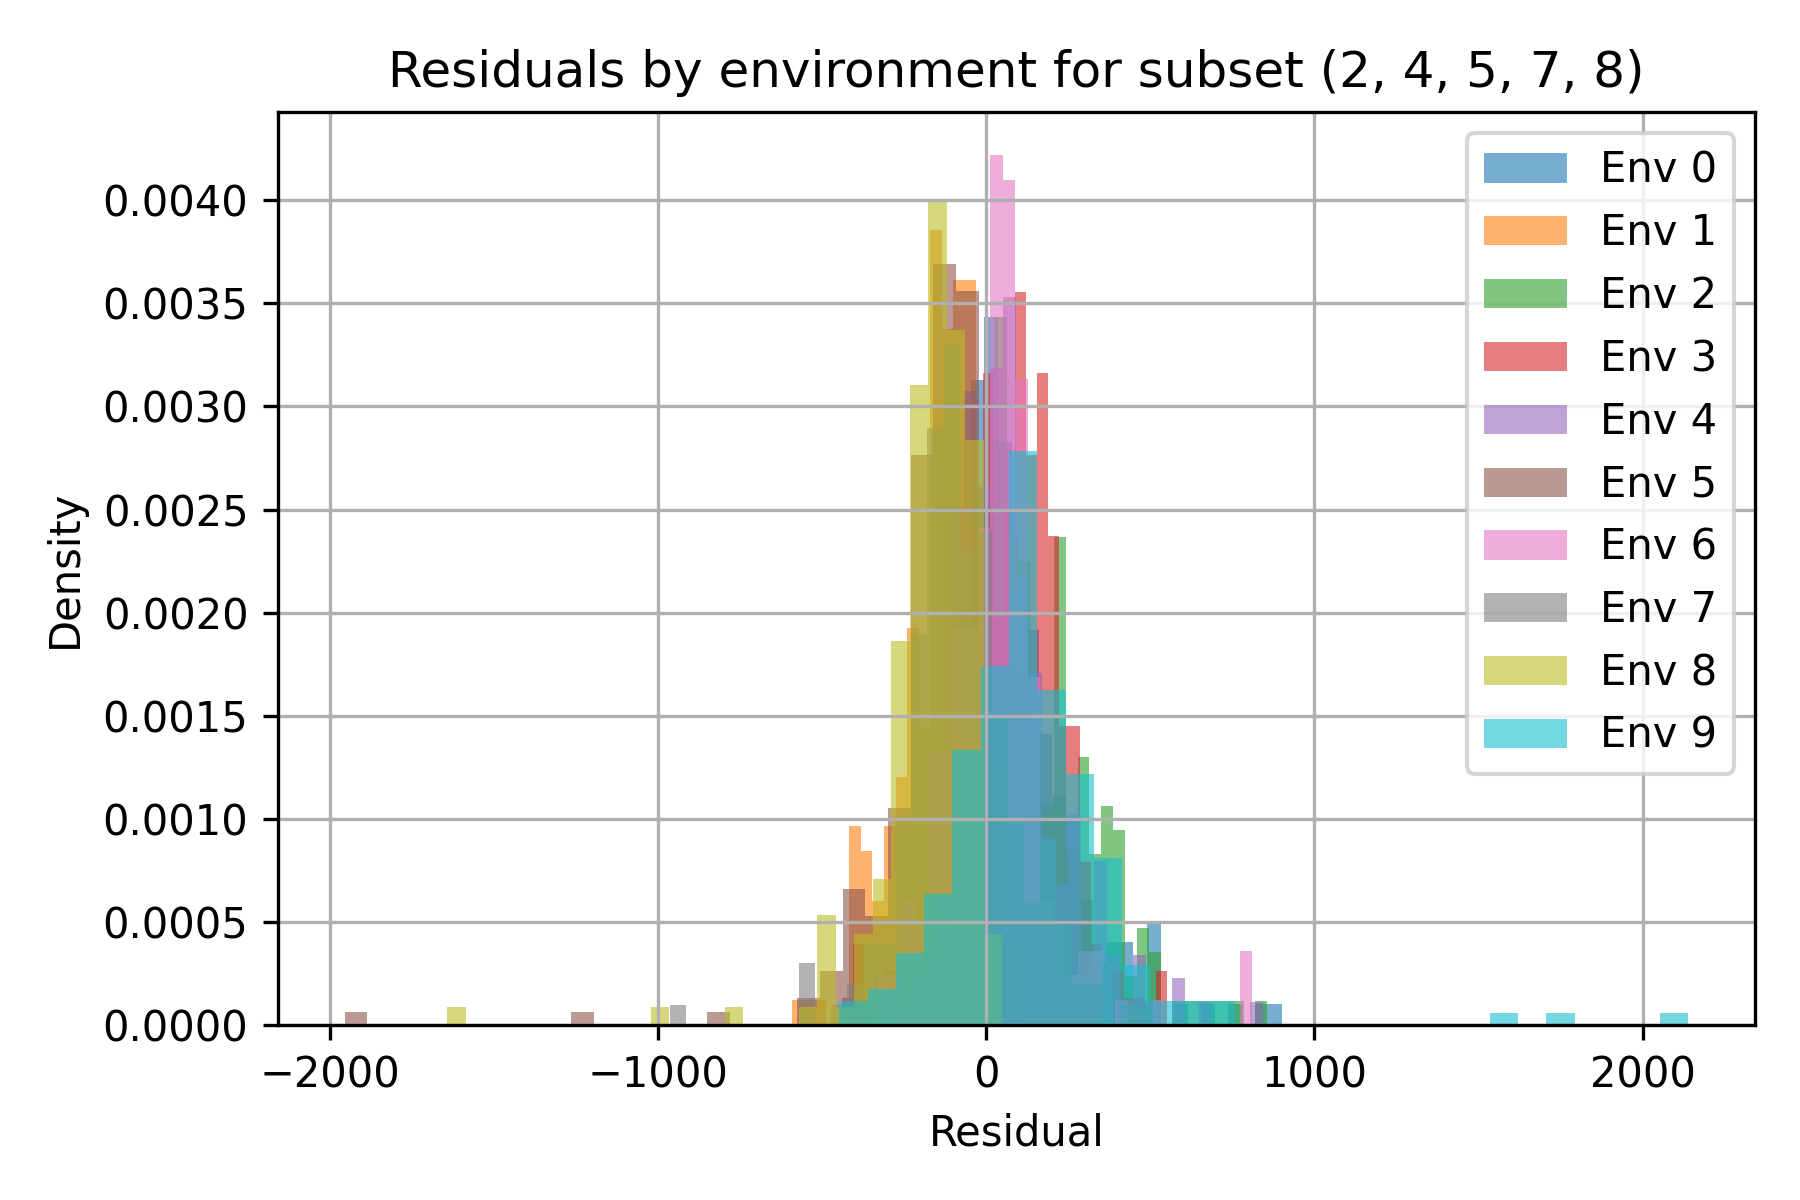 Residuals by environment for subset (2, 4, 5, 7, 8)
Density
0.0040
0.0035
0.0030
0.0025
0.0020
0.0015
0.0010
0.0005
0.0000
−2000
−1000
0
1000
2000
Residual
Env 0
Env 1
Env 2
Env 3
Env 4
Env 5
Env 6
Env 7
Env 8
Env 9